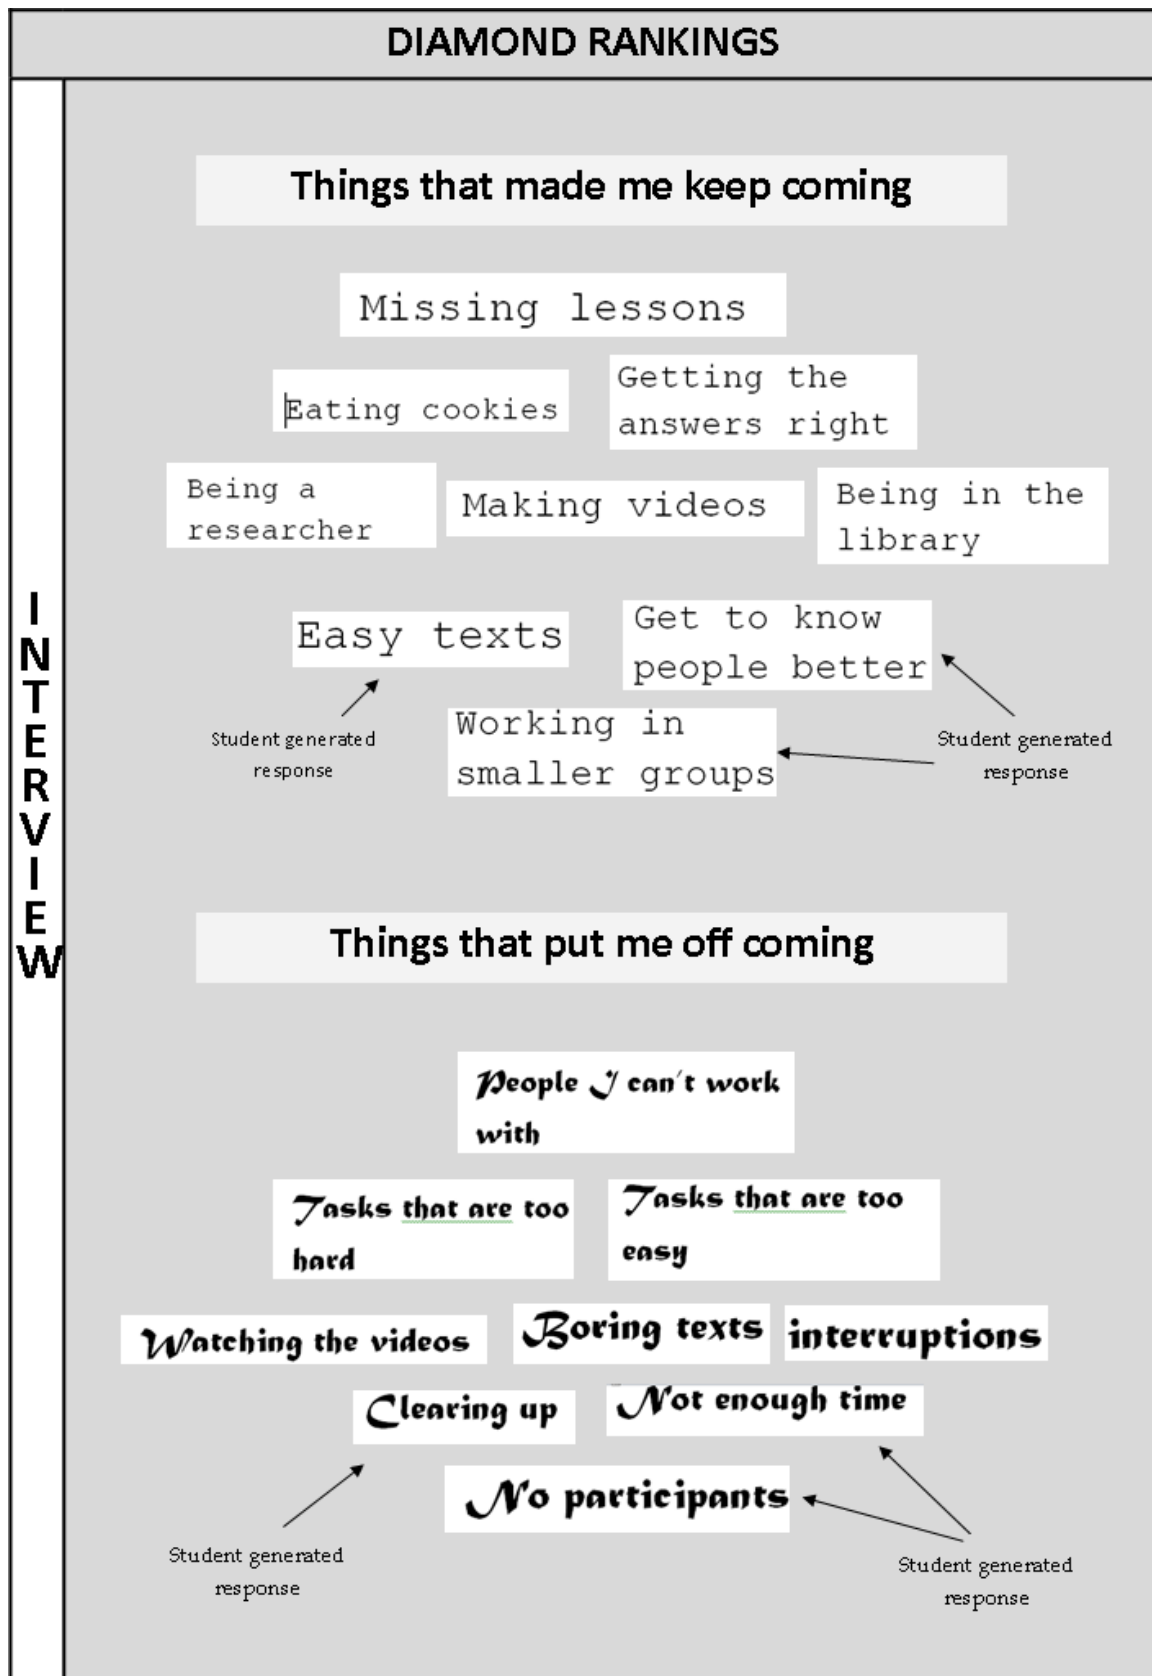 DIAMOND RANKINGS
INTERVIEW
Things that made me keep coming
Missing lessons
Eating cookies
Getting the
answers right
Being a
researcher
Making videos
Being in the
library
Easy texts
Get to know
people better
Student generated
response
Working in
smaller groups
Student generated
response
Things that put me off coming
People I can't work
with
Tasks that are too
hard
Tasks that are too
easy
Watching the videos
Boring texts
interruptions
Clearing up
Not enough time
No participants
Student generated
response
Student generated
response